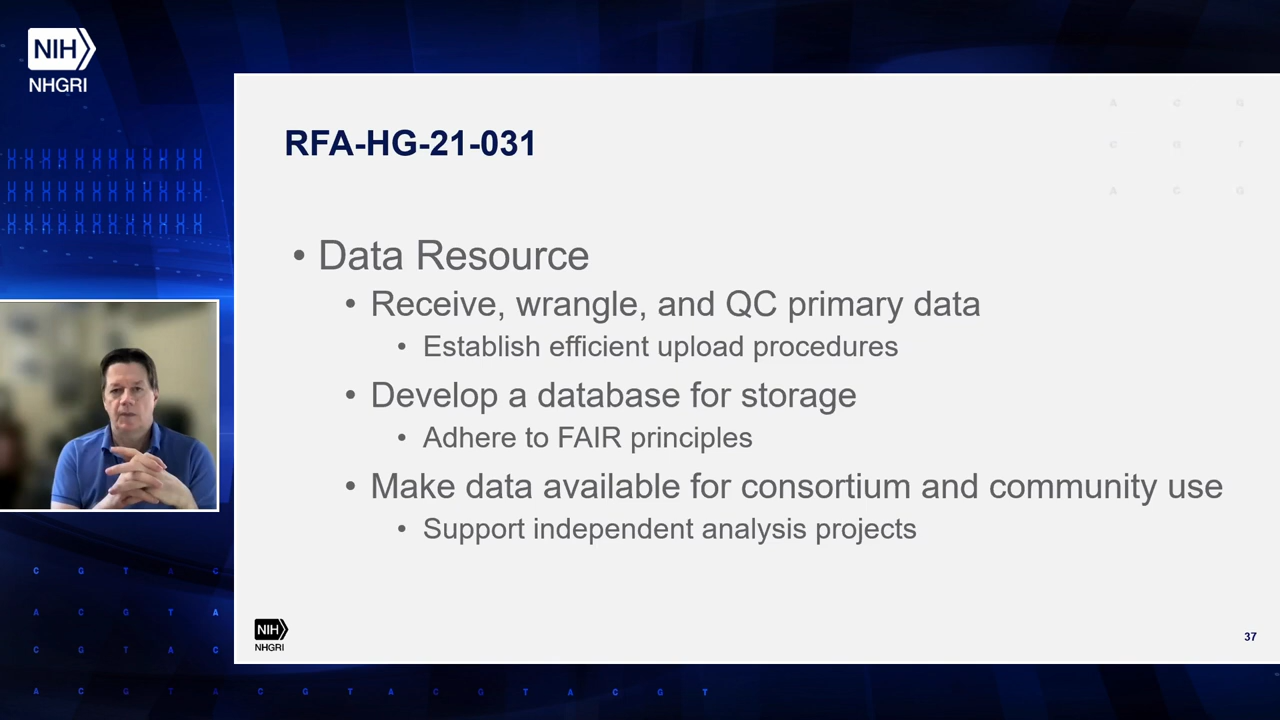 NIH
NHGRI
A C G
C G T
A C G
RFA-HG-21-031
• Data Resource
• Receive, wrangle, and QC primary data
• Establish efficient upload procedures
• Develop a database for storage
• Adhere to FAIR principles
• Make data available for consortium and community use
• Support independent analysis projects
NIH
NHGRI
37
C G T A C
A C G T A
C G T A C
A C G T A C G T A C G T A C G T